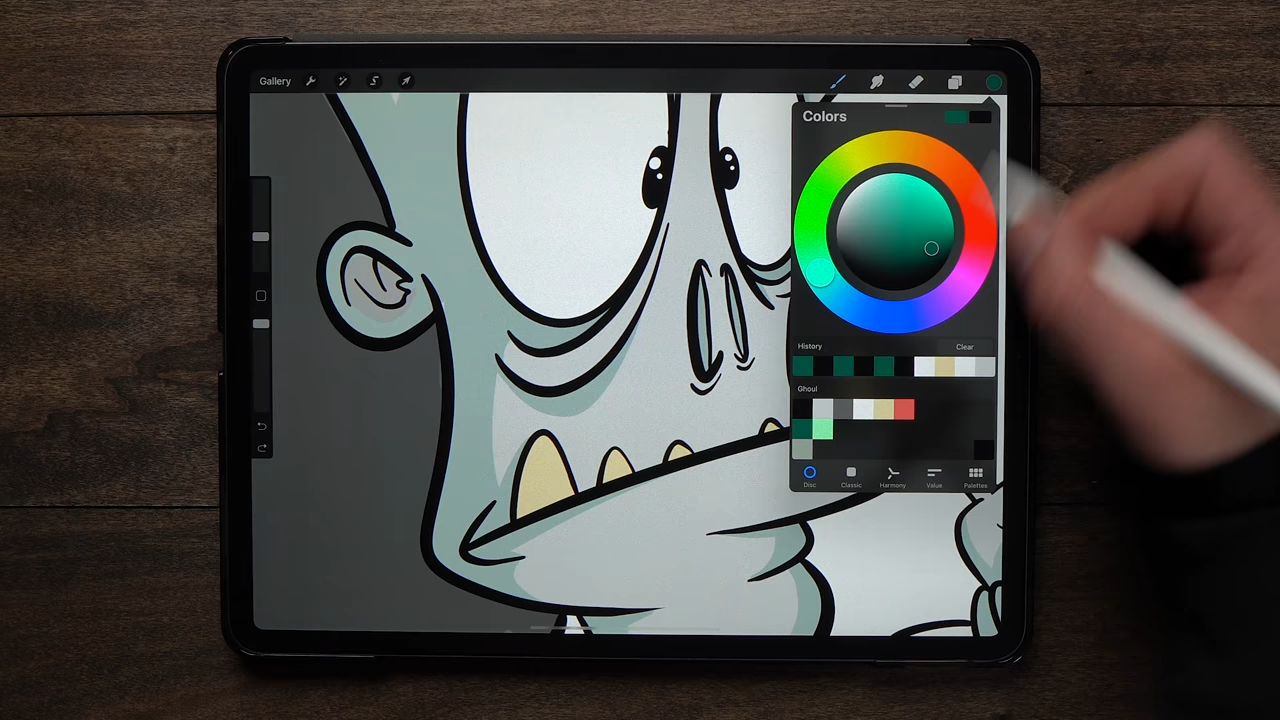 Gallery
Colors
History
Clear
Ghoul
Disc
Classic
Harmony
Value
Palettes